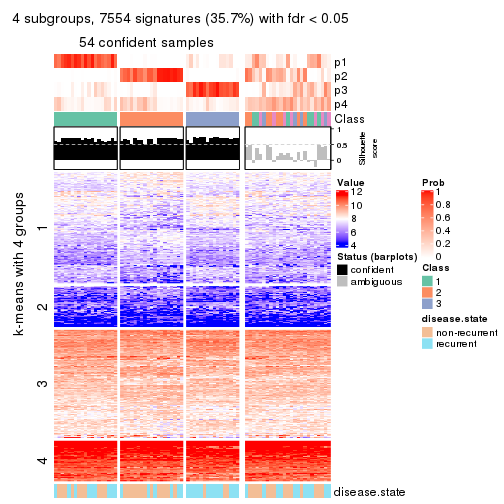 4 subgroups, 7554 signatures (35.7%) with fdr < 0.05
54 confident samples
p1
p2
p3
p4
Class
1
0.5
0
Silhouette
score
k-means with 4 groups
1
2
3
4
disease.state
Value
12
10
8
6
4
Status (barplots)
confident
ambiguous
Prob
1
0.8
0.6
0.4
0.2
0
Class
1
2
3
disease.state
non-recurrent
recurrent